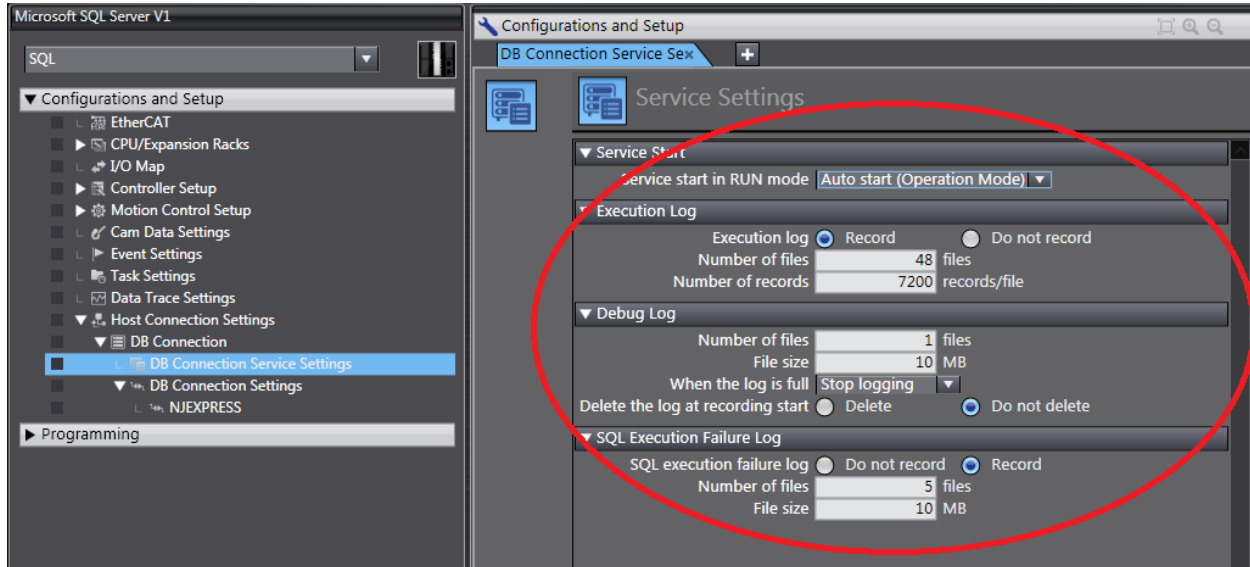 Microsoft SQL Server V1
SQL
Configurations and Setup
EtherCAT
CPU/Expansion Racks
I/O Map
Controller Setup
Motion Control Setup
Cam Data Settings
Event Settings
Task Settings
Data Trace Settings
Host Connection Settings
DB Connection
DB Connection Service Settings
DB Connection Settings
NJEXPRESS
Programming
Configurations and Setup
DB Connection Service Se
Service Settings
Service Start
Service start in RUN mode Auto start (Operation Mode)
Execution Log
Execution log Record Do not record
Number of files 48 files
Number of records 7200 records/file
Debug Log
Number of files 1 files
File size 10 MB
When the log is full Stop logging
Delete the log at recording start Delete Do not delete
SQL Execution Failure Log
SQL execution failure log Do not record Record
Number of files 5 files
File size 10 MB